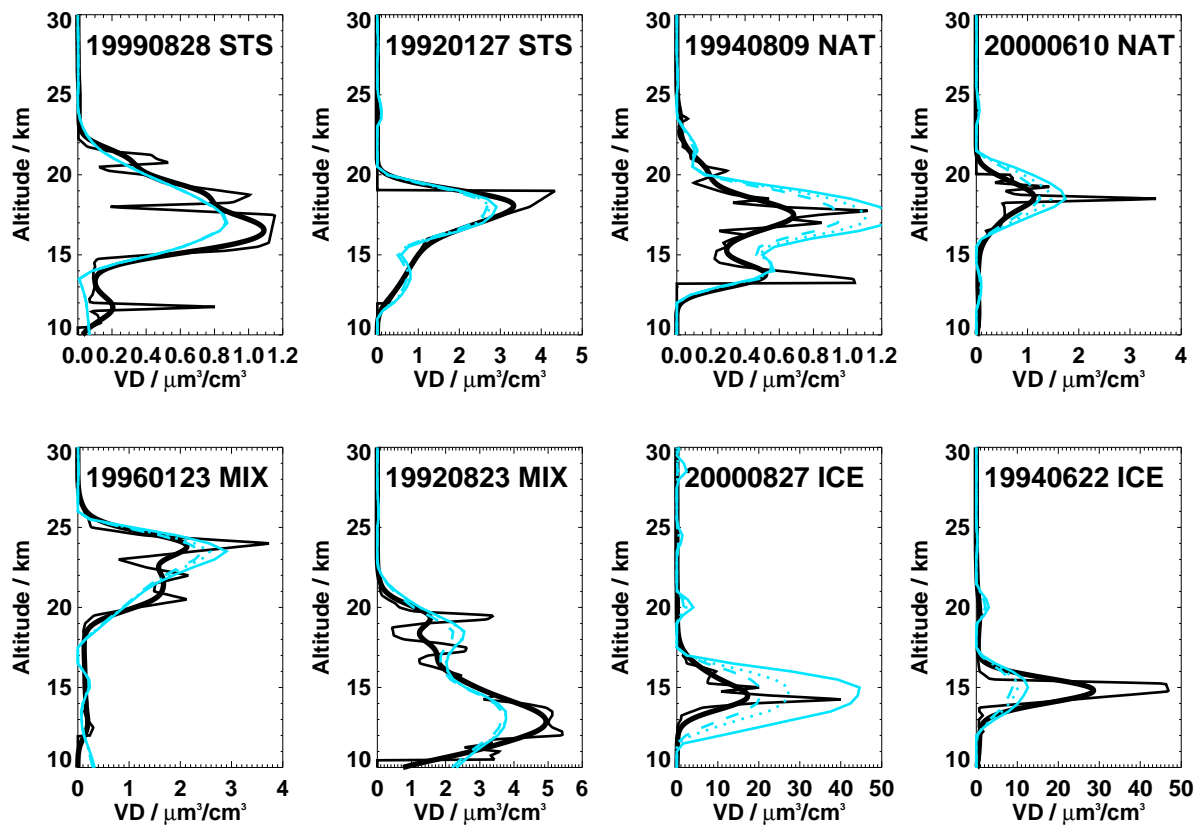 19990828 STS
30
25
20
15
10
Altitude / km
0.0 0.2 0.4 0.6 0.8 1.0 1.2
VD / μm³/cm³
19920127 STS
30
25
20
15
10
Altitude / km
0 1 2 3 4 5
VD / μm³/cm³
19940809 NAT
30
25
20
15
10
Altitude / km
0.0 0.2 0.4 0.6 0.8 1.0 1.2
VD / μm³/cm³
20000610 NAT
30
25
20
15
10
Altitude / km
0 1 2 3 4
VD / μm³/cm³
19960123 MIX
30
25
20
15
10
Altitude / km
0 1 2 3 4
VD / μm³/cm³
19920823 MIX
30
25
20
15
10
Altitude / km
0 1 2 3 4 5 6
VD / μm³/cm³
20000827 ICE
30
25
20
15
10
Altitude / km
0 10 20 30 40 50
VD / μm³/cm³
19940622 ICE
30
25
20
15
10
Altitude / km
0 10 20 30 40 50
VD / μm³/cm³